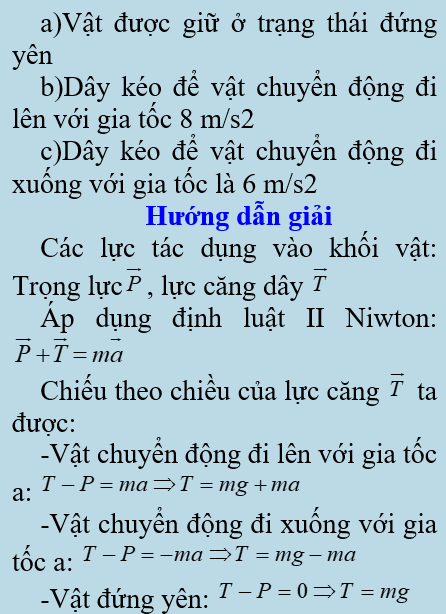 a)Vật được giữ ở trạng thái đứng
yên
b)Dây kéo để vật chuyển động đi
lên với gia tốc 8 m/s2
c)Dây kéo để vật chuyển động đi
xuống với gia tốc là 6 m/s2
Hướng dẫn giải
Các lực tác dụng vào khối vật:
Trọng lực \vec{P} , lực căng dây \vec{T}
Áp dụng định luật II Niwton:
\vec{P} + \vec{T} = m\vec{a}
Chiếu theo chiều của lực căng \vec{T} ta
được:
-Vật chuyển động đi lên với gia tốc
a: T − P = ma ⇒ T = mg + ma
-Vật chuyển động đi xuống với gia
tốc a: T − P = −ma ⇒ T = mg − ma
-Vật đứng yên: T − P = 0 ⇒ T = mg